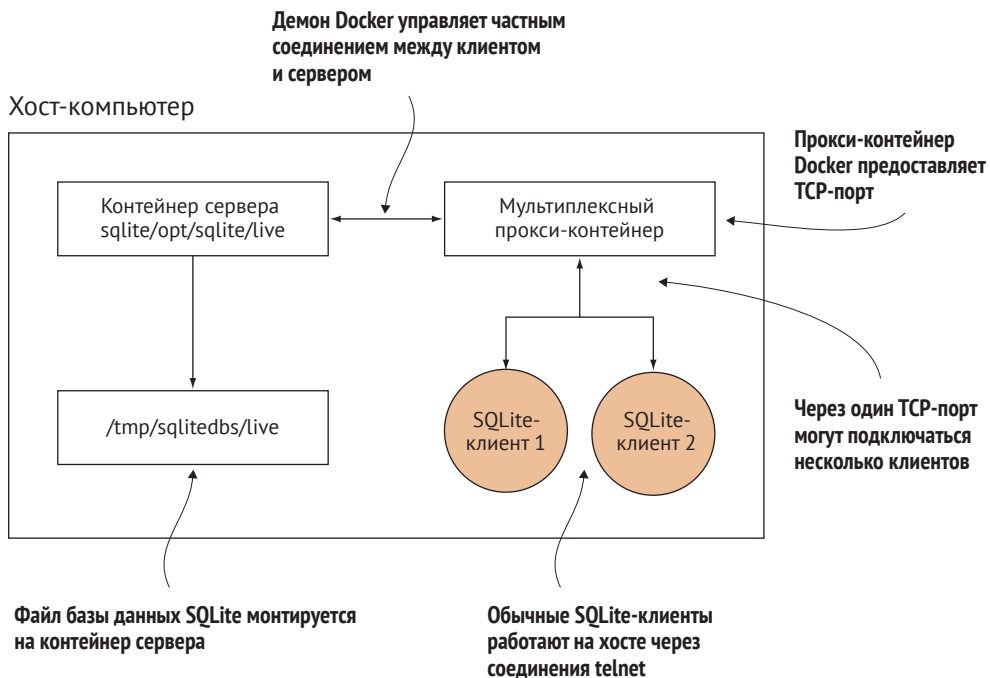 Демон Docker управляет частным
соединением между клиентом
и сервером
Хост-компьютер
Прокси-контейнер
Docker предоставляет
TCP-порт
Контейнер сервера
sqlite/opt/sqlite/live
Мультиплексный
прокси-контейнер
/tmp/sqlitedbs/live
SQLite-
клиент 1
SQLite-
клиент 2
Через один TCP-порт
могут подключаться
несколько клиентов
Файл базы данных SQLite монтируется
на контейнер сервера
Обычные SQLite-клиенты
работают на хосте через
соединения telnet